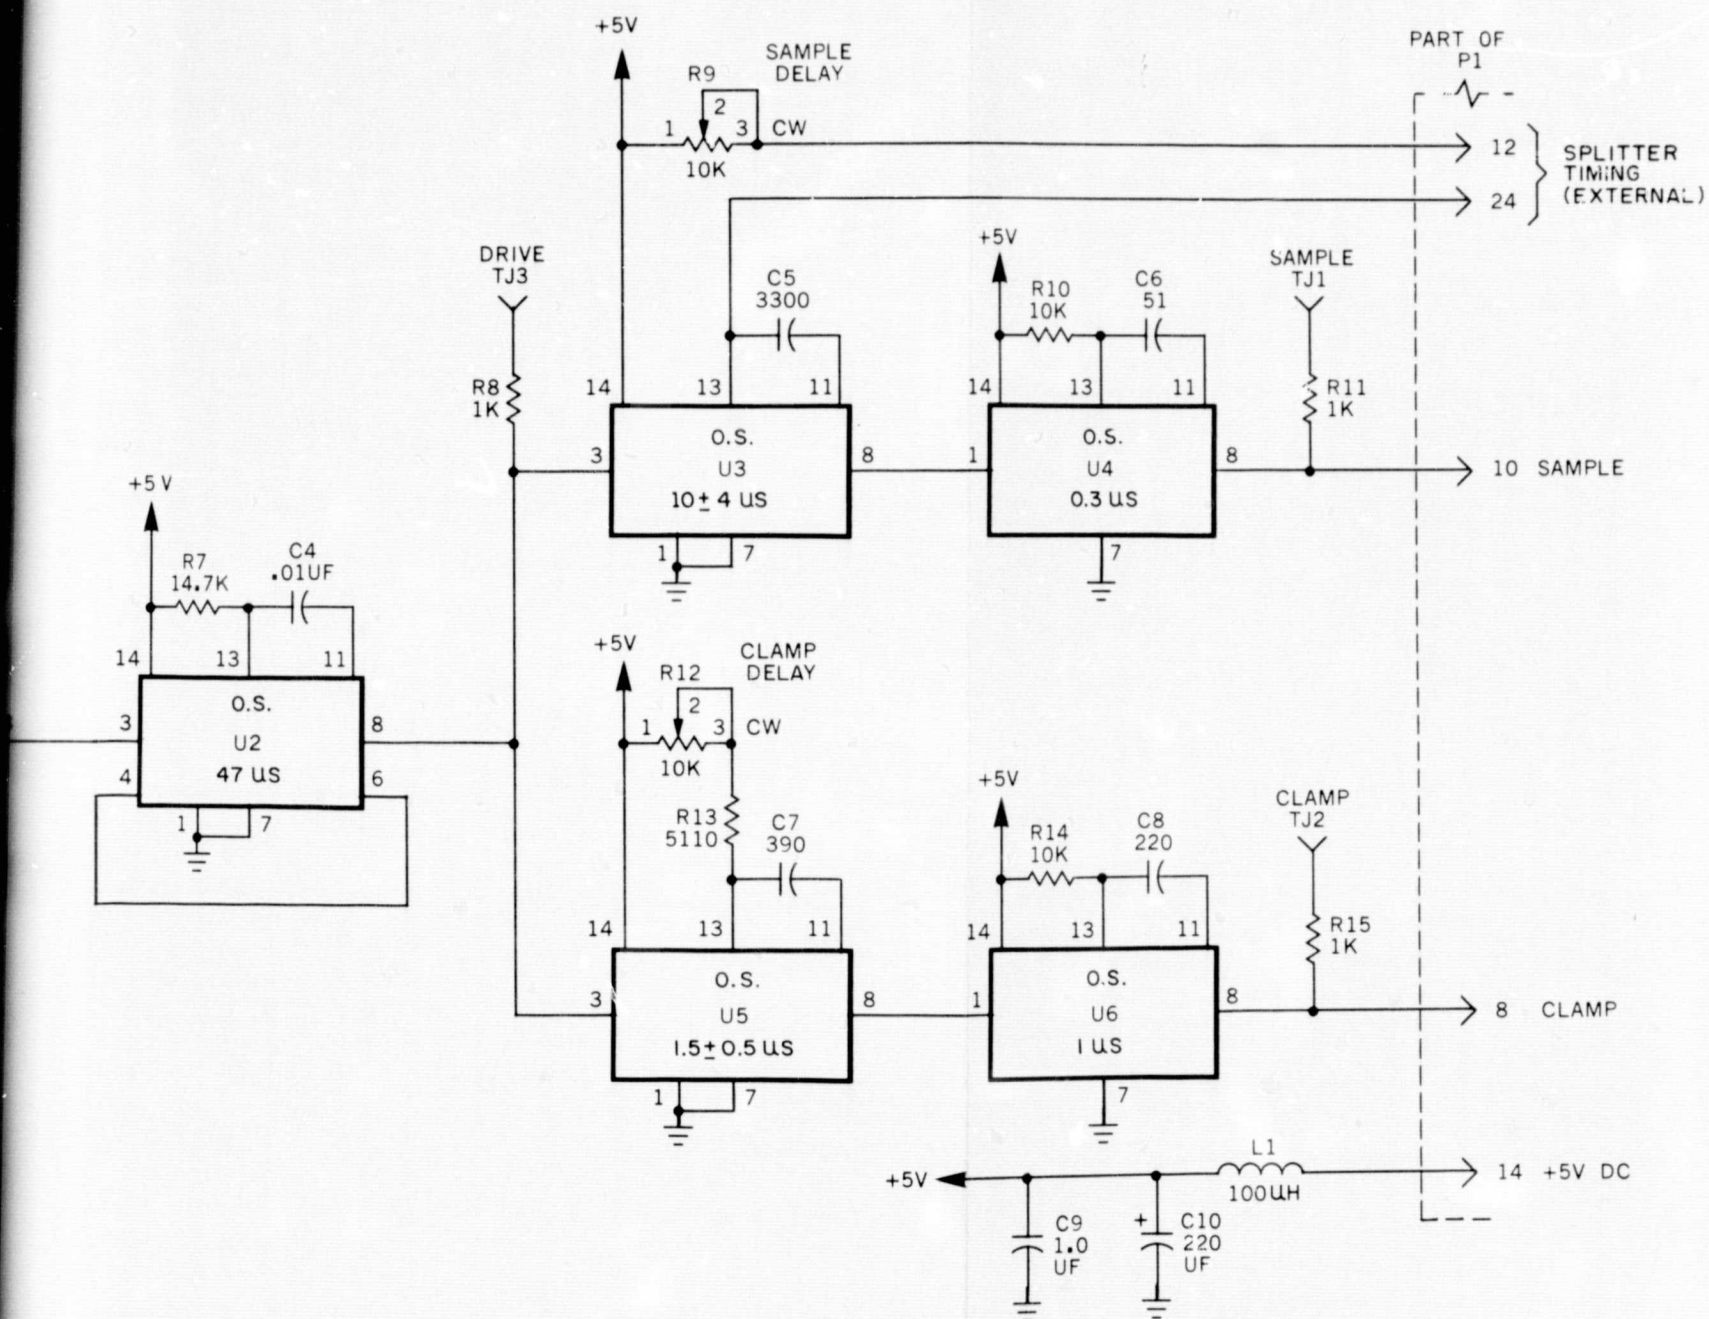 +5V
SAMPLE
DELAY
R9
2
1
3
CW
10K
PART OF
P1
12
24
SPLITTER
TIMING
(EXTERNAL)
DRIVE
TJ3
R8
1K
C5
3300
14
13
11
3
O.S.
U3
10± 4 US
8
1
7
+5V
R10
10K
C6
51
14
13
11
1
O.S.
U4
0.3 US
8
7
SAMPLE
TJ1
R11
1K
10 SAMPLE
+5V
R7
14.7K
C4
.01UF
14
13
11
3
O.S.
U2
47 US
8
4
6
1
7
+5V
CLAMP
DELAY
R12
2
1
3
CW
10K
R13
5110
C7
390
14
13
11
3
O.S.
U5
1.5± 0.5 US
8
1
7
+5V
R14
10K
C8
220
14
13
11
1
O.S.
U6
1 US
8
7
CLAMP
TJ2
R15
1K
8 CLAMP
+5V
L1
100UH
14 +5V DC
C9
1.0
UF
+
C10
220
UF